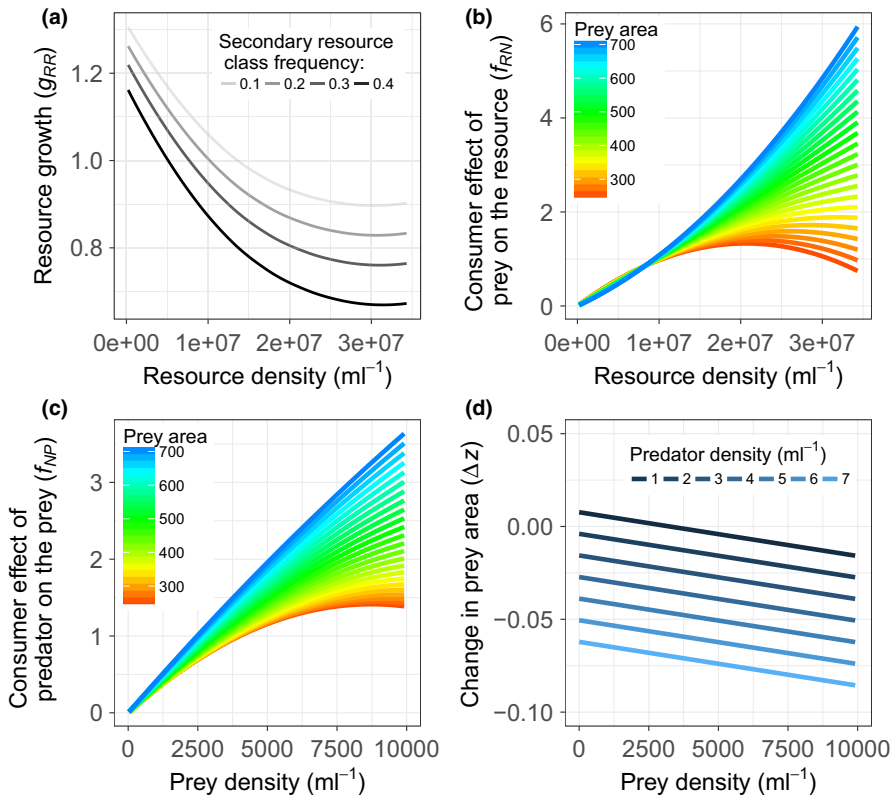 (a)
Resource growth (gRR)
1.2
1.0
0.8
Secondary resource
class frequency:
0.1 0.2 0.3 0.4
0e+00 1e+07 2e+07 3e+07
Resource density (ml⁻¹)
(b)
Consumer effect of
prey on the resource (fRN)
6
4
2
0
Prey area
700
600
500
400
300
0e+00 1e+07 2e+07 3e+07
Resource density (ml⁻¹)
(c)
Consumer effect of
predator on the prey (fNP)
3
2
1
0
Prey area
700
600
500
400
300
0 2500 5000 7500 10000
Prey density (ml⁻¹)
(d)
Change in prey area (Δz)
0.05
0.00
−0.05
−0.10
Predator density (ml⁻¹)
1 2 3 4 5 6 7
0 2500 5000 7500 10000
Prey density (ml⁻¹)